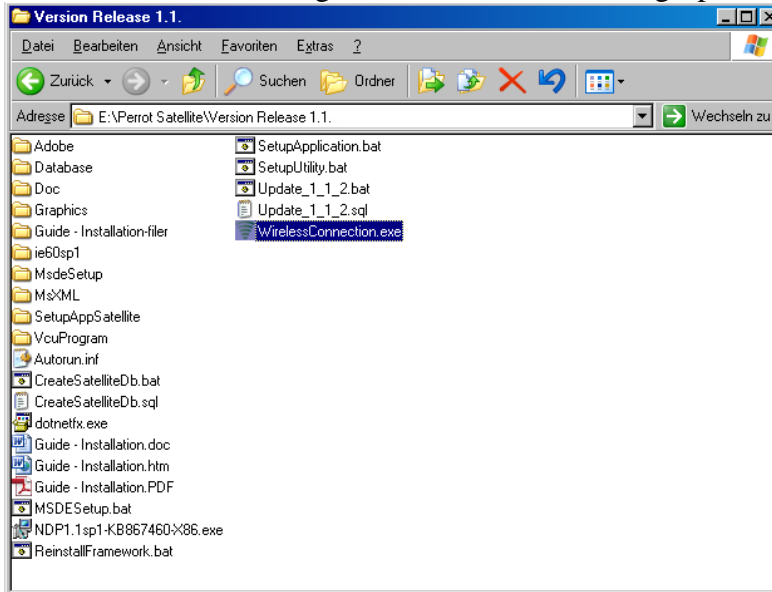 Version Release 1.1.
Datei Bearbeiten Ansicht Favoriten Extras ?
Zurück Suchen Ordner
Adresse E:\Perrot Satellite\Version Release 1.1. Wechseln zu
Adobe
Database
Doc
Graphics
Guide - Installation-filer
ie60sp1
MsdeSetup
MsXML
SetupAppSatellite
VcuProgram
Autorun.inf
CreateSatelliteDb.bat
CreateSatelliteDb.sql
dotnetfx.exe
Guide - Installation.doc
Guide - Installation.htm
Guide - Installation.PDF
MSDESetup.bat
NDP1.1sp1-KB867460-X86.exe
ReinstallFramework.bat
SetupApplication.bat
SetupUtility.bat
Update_1_1_2.bat
Update_1_1_2.sql
WirelessConnection.exe